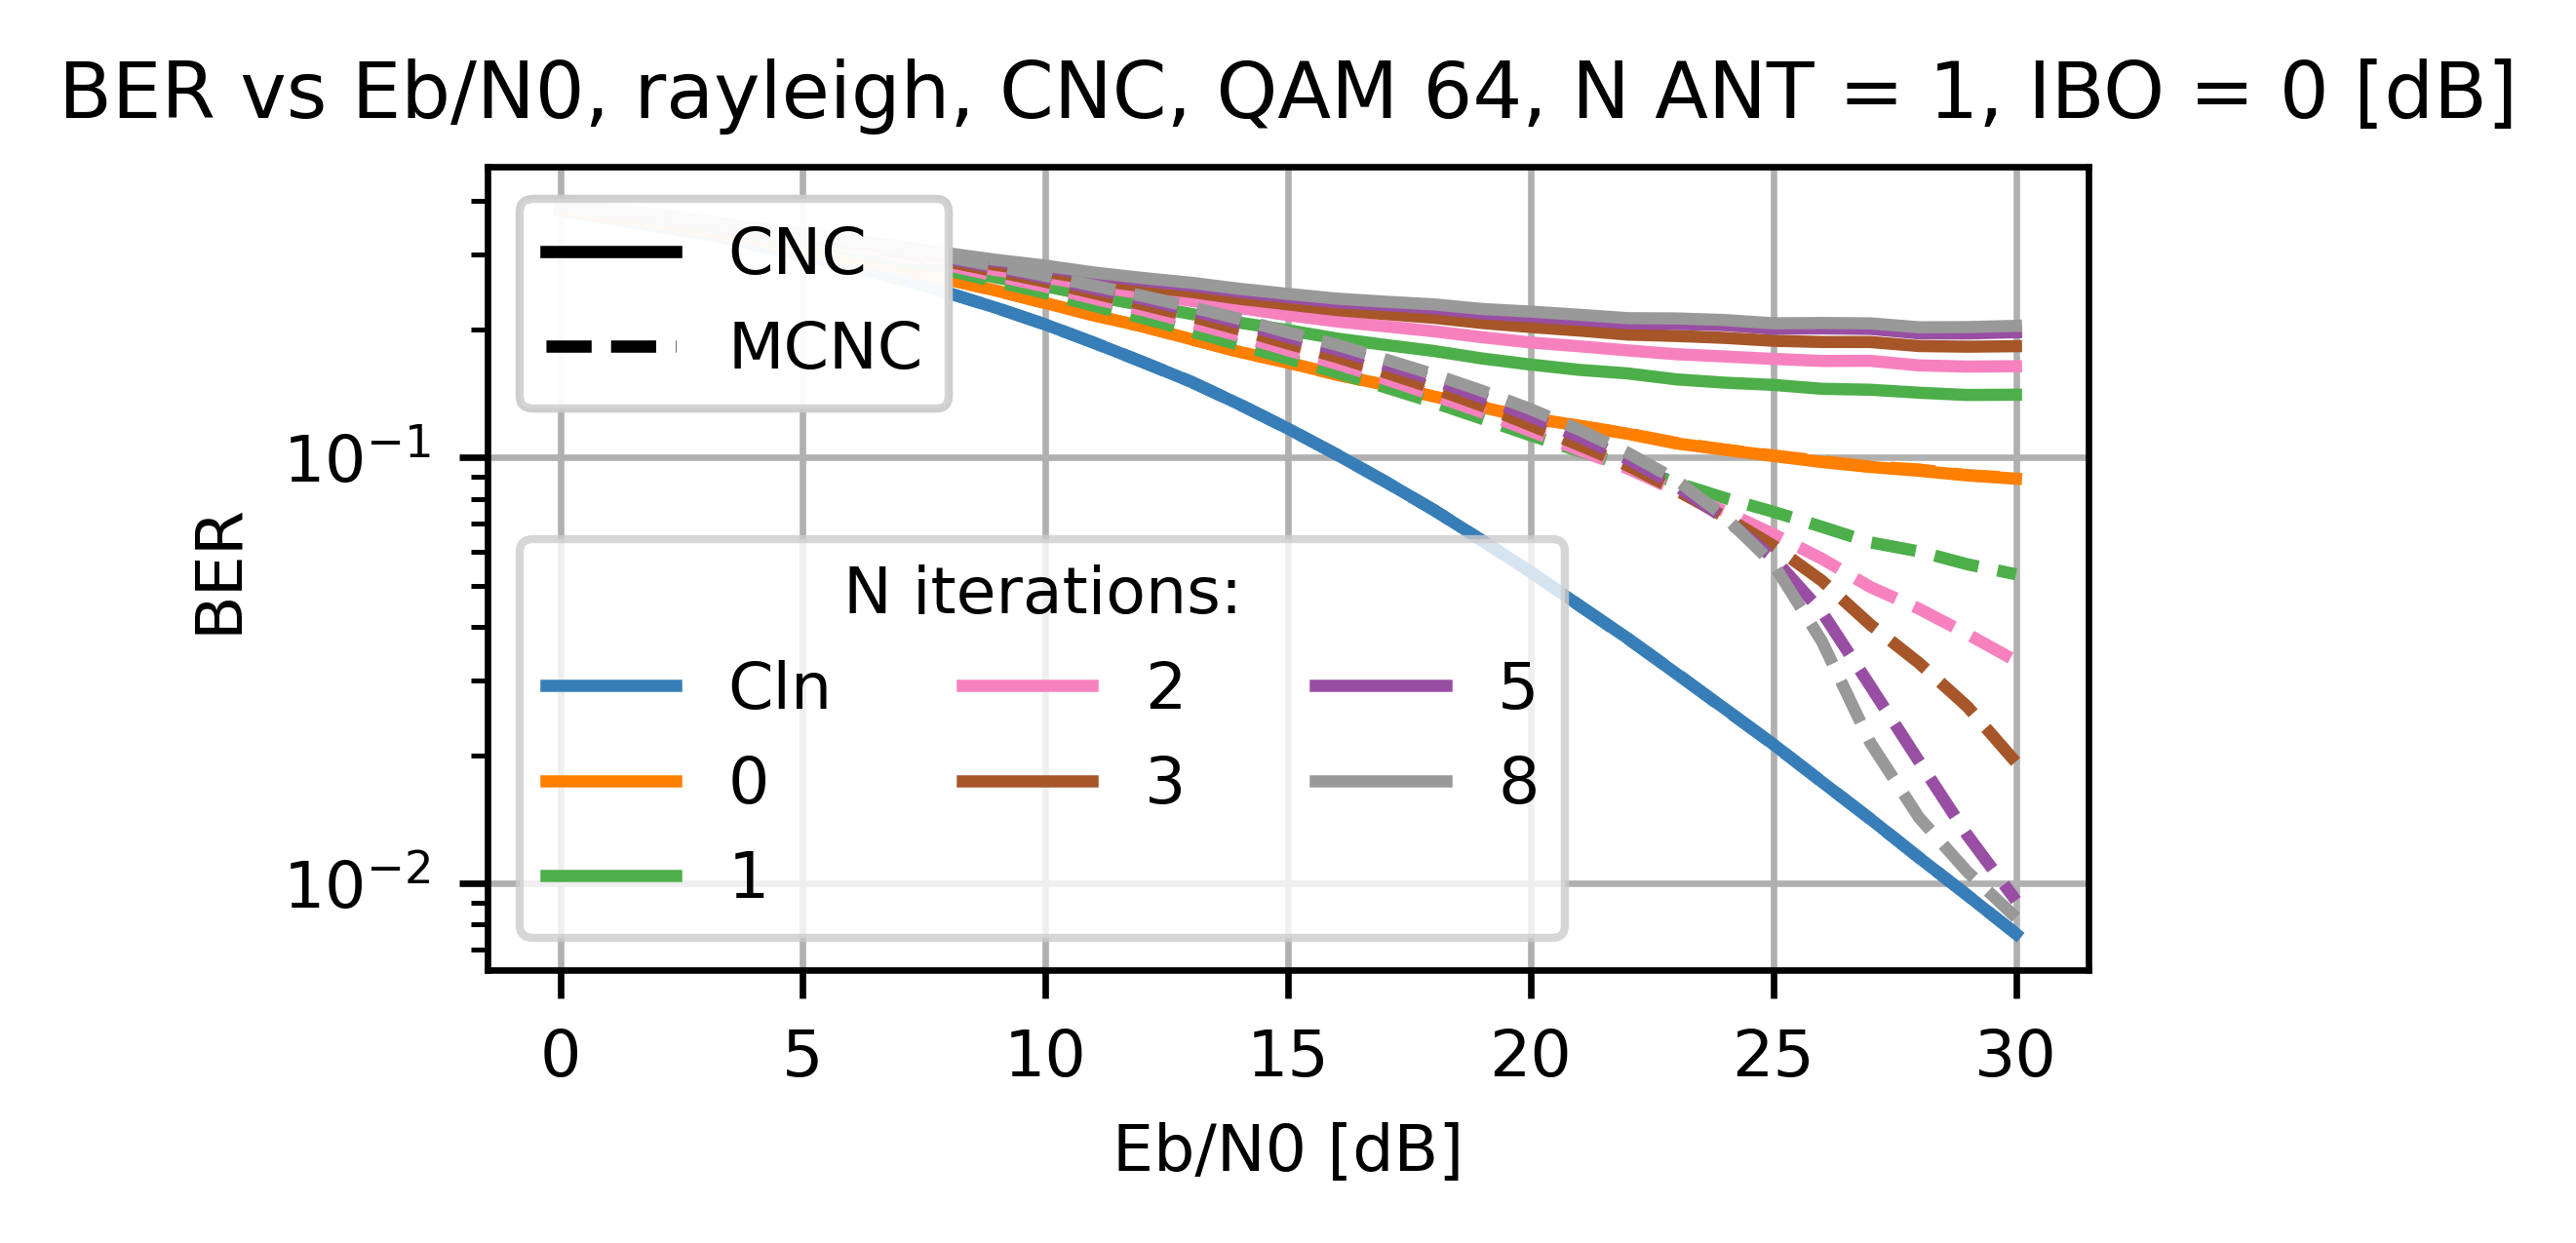 BER vs Eb/N0, rayleigh, CNC, QAM 64, N ANT = 1, IBO = 0 [dB]
CNC
MCNC
10⁻¹
BER
N iterations:
Cln 2 5
0 3 8
1
10⁻²
0 5 10 15 20 25 30
Eb/N0 [dB]